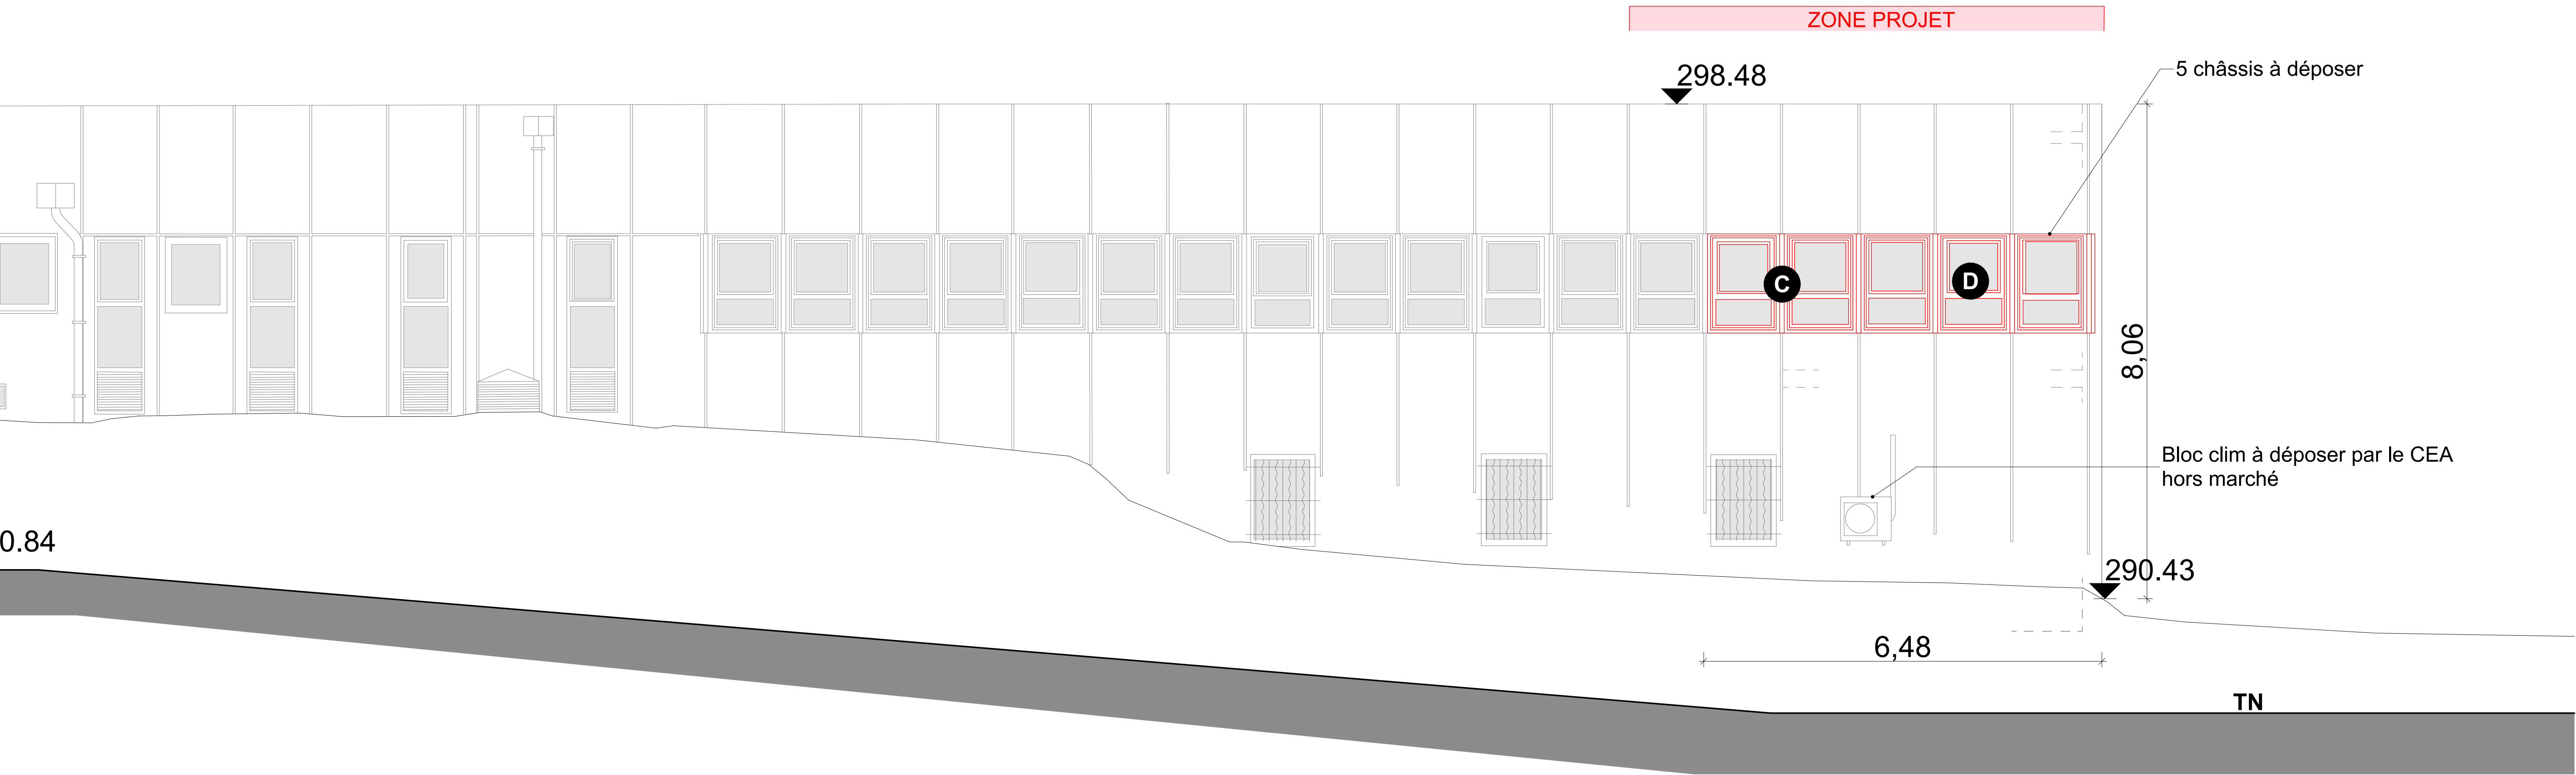 ZONE PROJET
298.48
5 châssis à déposer
C
D
8,06
Bloc clim à déposer par le CEA
hors marché
0.84
290.43
6,48
TN